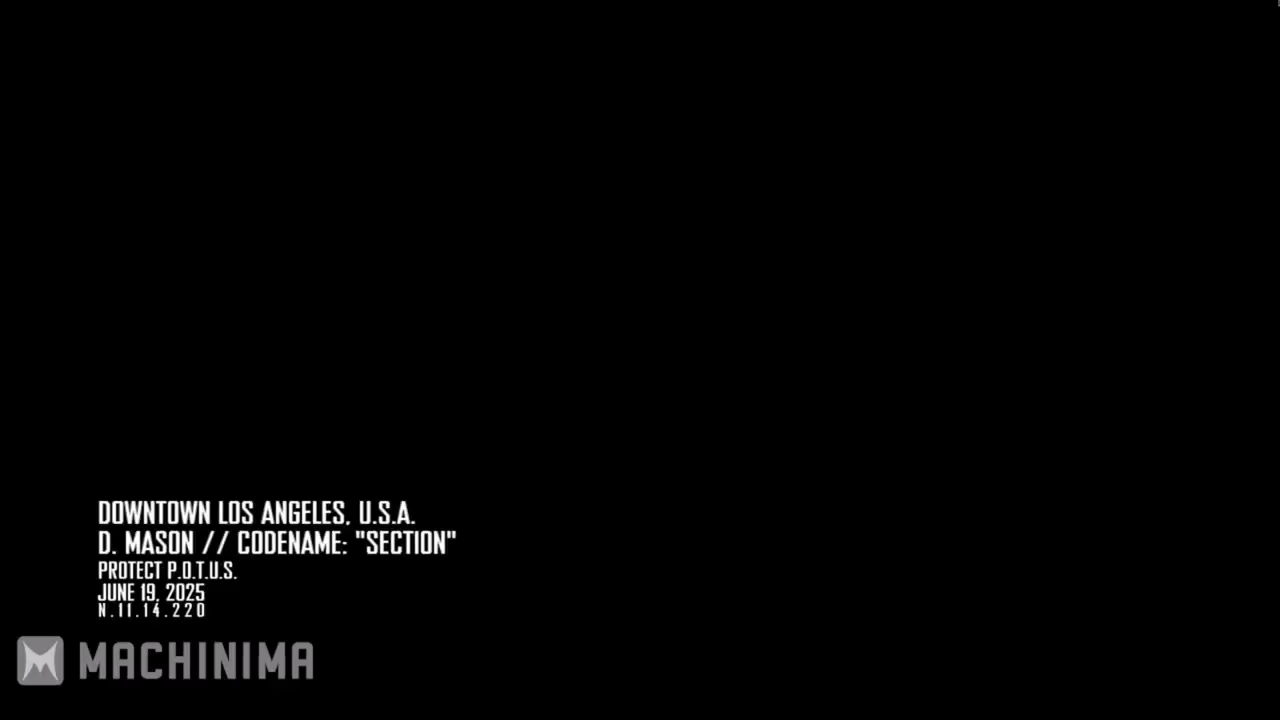 DOWNTOWN LOS ANGELES, U.S.A.
D. MASON // CODENAME: "SECTION"
PROTECT P.O.T.U.S.
JUNE 19, 2025
N.11.14.220
MACHINIMA